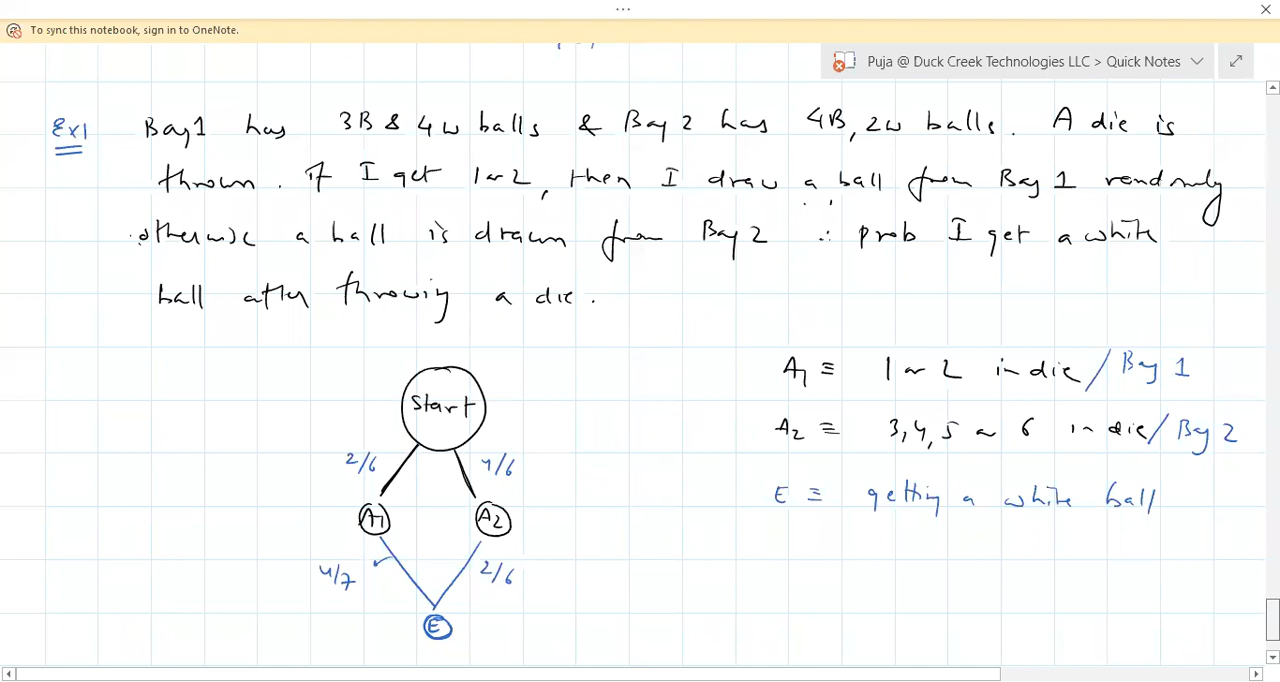 To sync this notebook, sign in to OneNote.
Puja @ Duck Creek Technologies LLC > Quick Notes
Ex1 Bag 1 has 3B & 4w balls & Bag 2 has 4B, 2w balls. A die is
thrown. if I get 1 or 2, then I draw a ball from Bag 1 randomly
otherwise a ball is drawn from Bag 2 ∴ prob I get a white
ball after throwing a die.
Start
A1 ≡ 1 or 2 in die / Bag 1
A2 ≡ 3, 4, 5 or 6 in die / Bag 2
2/6 4/6
E ≡ getting a white ball
A1 A2
4/7 2/6
E